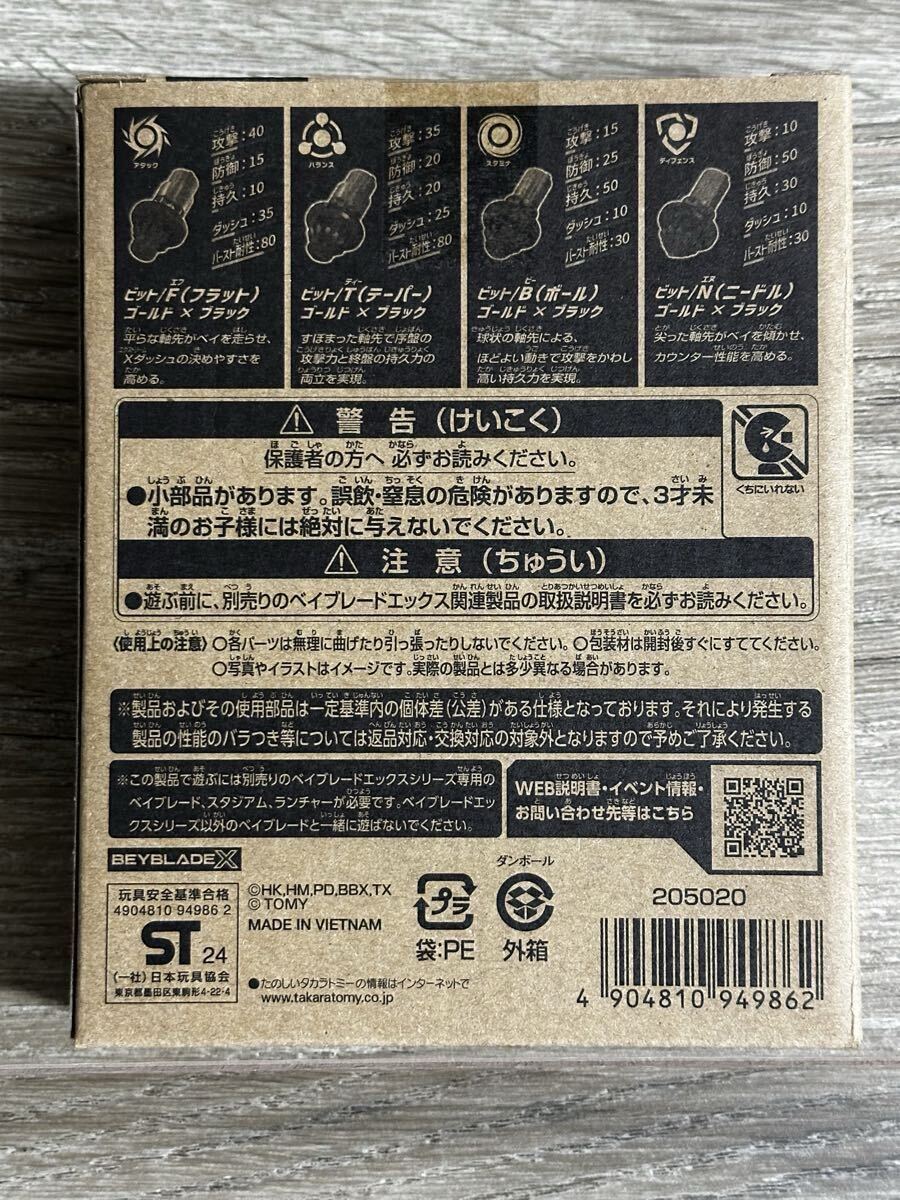 アタック
攻撃:40
防御:15
持久:10
ダッシュ:35
バースト耐性:80
ビット/F(フラット)
ゴールド × ブラック
平らな軸先がベイを走らせ、
Xダッシュの決めやすさを
高める。
バランス
攻撃:35
防御:20
持久:20
ダッシュ:25
バースト耐性:80
ビット/T(テーパー)
ゴールド × ブラック
すぼまった軸先で序盤の
攻撃力と終盤の持久力の
両立を実現。
スタミナ
攻撃:15
防御:25
持久:50
ダッシュ:10
バースト耐性:30
ビット/B(ボール)
ゴールド × ブラック
球状の軸先による、
ほどよい動きで攻撃をかわし
高い持久力を実現。
ディフェンス
攻撃:10
防御:50
持久:30
ダッシュ:10
バースト耐性:30
ビット/N(ニードル)
ゴールド × ブラック
尖った軸先がベイを傾かせ、
カウンター性能を高める。
⚠ 警告(けいこく)
保護者の方へ 必ずお読みください。
●小部品があります。誤飲・窒息の危険がありますので、3才未
満のお子様には絶対に与えないでください。
くちにいれない
⚠ 注意(ちゅうい)
●遊ぶ前に、別売りのベイブレードエックス関連製品の取扱説明書を必ずお読みください。
〈使用上の注意〉 ○各パーツは無理に曲げたり引っ張ったりしないでください。○包装材は開封後すぐにすててください。
○写真やイラストはイメージです。実際の製品とは多少異なる場合があります。
※製品およびその使用部品は一定基準内の個体差(公差)がある仕様となっております。それにより発生する
製品の性能のバラつき等については返品対応・交換対応の対象外となりますので予めご了承ください。
※この製品で遊ぶには別売りのベイブレードエックスシリーズ専用の
ベイブレード、スタジアム、ランチャーが必要です。ベイブレードエッ
クスシリーズ以外のベイブレードと一緒に遊ばないでください。
WEB説明書・イベント情報・
お問い合わせ先等はこちら
BEYBLADE X
玩具安全基準合格
4904810 94986 2
ST 24
(一社)日本玩具協会
東京都墨田区東駒形4-22-4
©HK,HM,PD,BBX,TX
© TOMY
MADE IN VIETNAM
プラ
袋:PE
ダンボール
外箱
●たのしいタカラトミーの情報はインターネットで
www.takaratomy.co.jp
205020
4 904810 949862